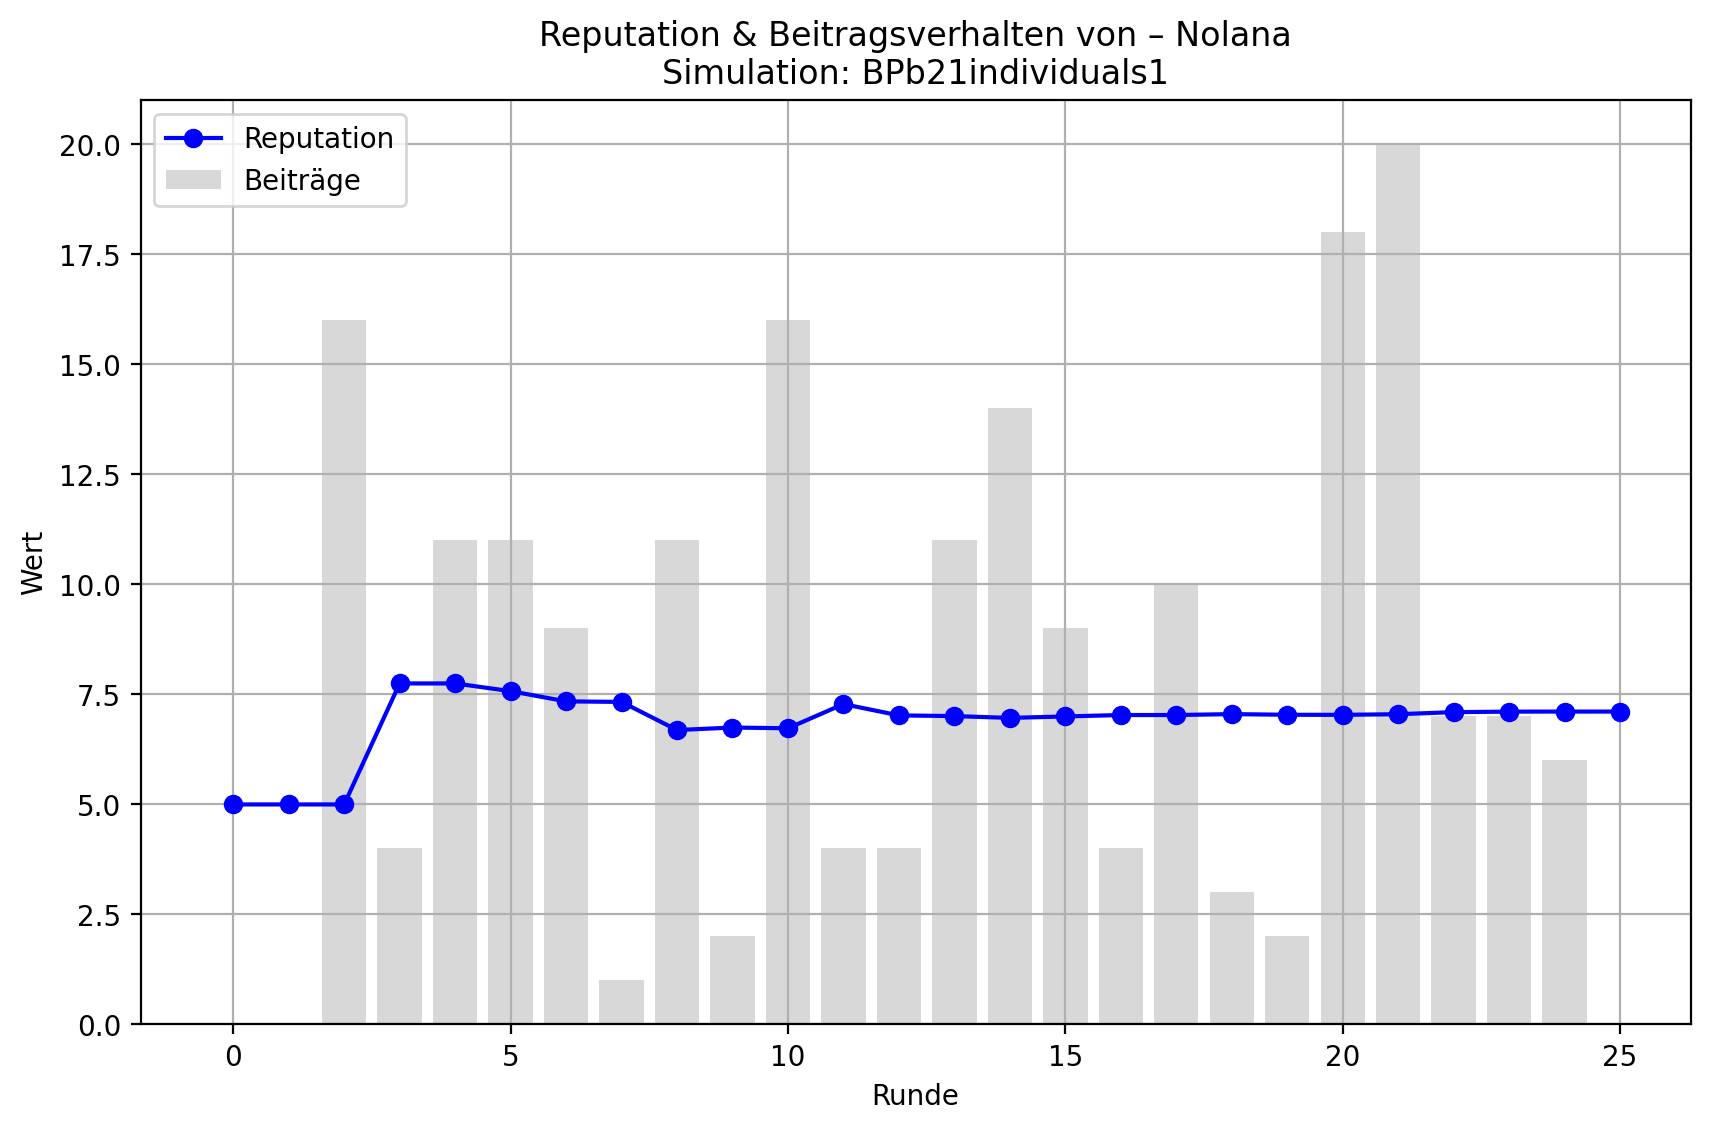 Reputation & Beitragsverhalten von – Nolana
Simulation: BPb21individuals1
Reputation
Beiträge
20.0
17.5
15.0
12.5
10.0
7.5
5.0
2.5
0.0
Wert
0 5 10 15 20 25
Runde